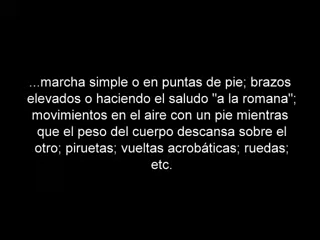 ...marcha simple o en puntas de pie; brazos
elevados o haciendo el saludo "a la romana";
movimientos en el aire con un pie mientras
que el peso del cuerpo descansa sobre el
otro; piruetas; vueltas acrobáticas; ruedas;
etc.